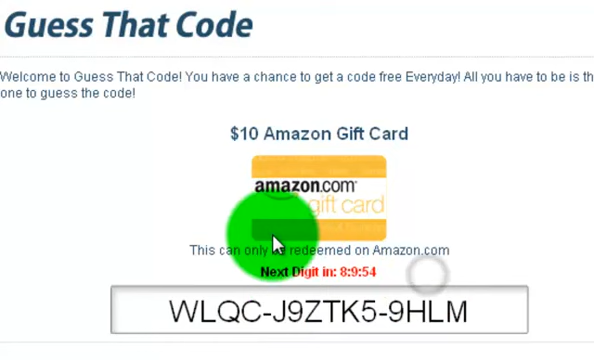 Guess That Code
Welcome to Guess That Code! You have a chance to get a code free Everyday! All you have to be is th
one to guess the code!
$10 Amazon Gift Card
amazon.com
gift card
This can only be redeemed on Amazon.com
Next Digit in: 8:9:54
WLQC-J9ZTK5-9HLM